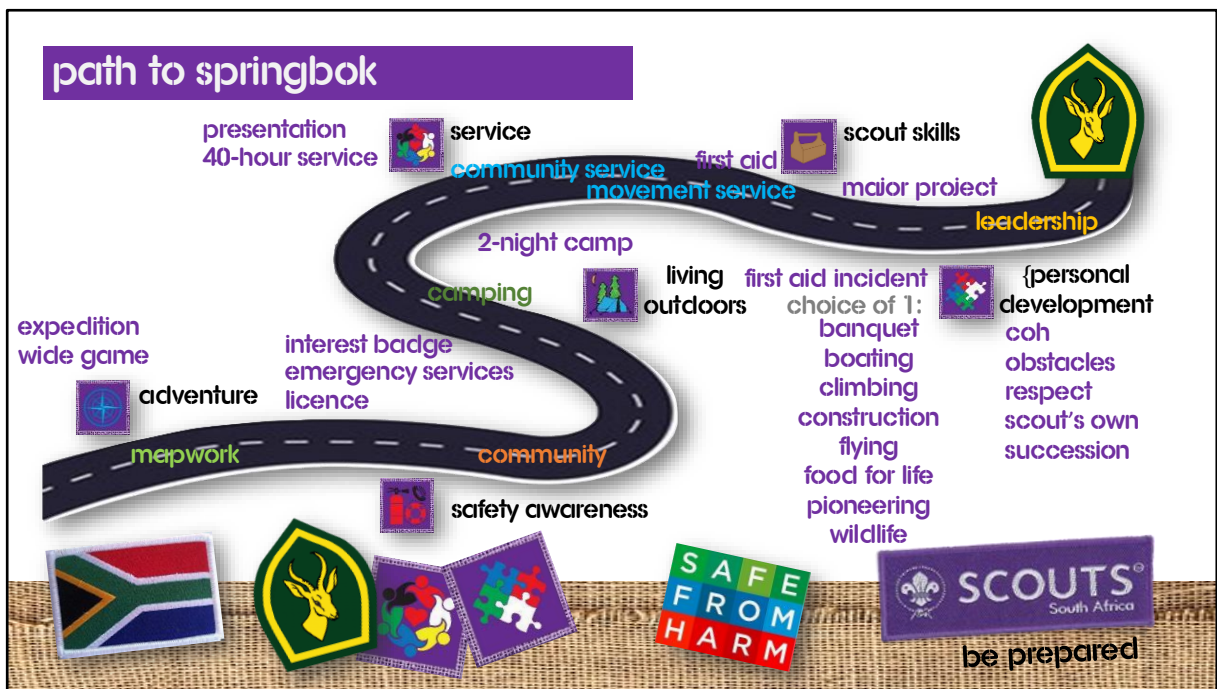 path to springbok
presentation
40-hour service
service
community service
movement service
first aid
scout skills
major project
leadership
2-night camp
camping
living
outdoors
first aid incident
choice of 1:
banquet
boating
climbing
construction
flying
food for life
pioneering
wildlife
{personal
development
coh
obstacles
respect
scout's own
succession
expedition
wide game
adventure
interest badge
emergency services
licence
mapwork
community
safety awareness
SAFE
FROM
HARM
SCOUTS
South Africa
be prepared